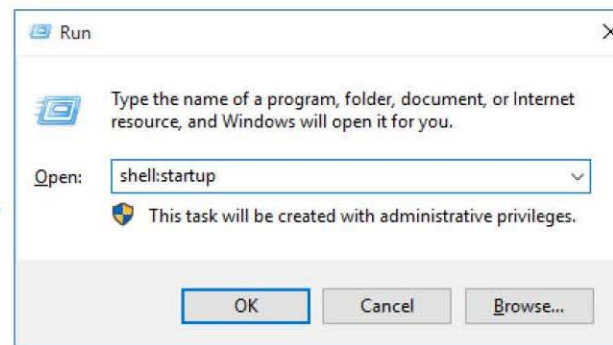 Run
Type the name of a program, folder, document, or Internet
resource, and Windows will open it for you.
Open: shell:startup
This task will be created with administrative privileges.
OK Cancel Browse...